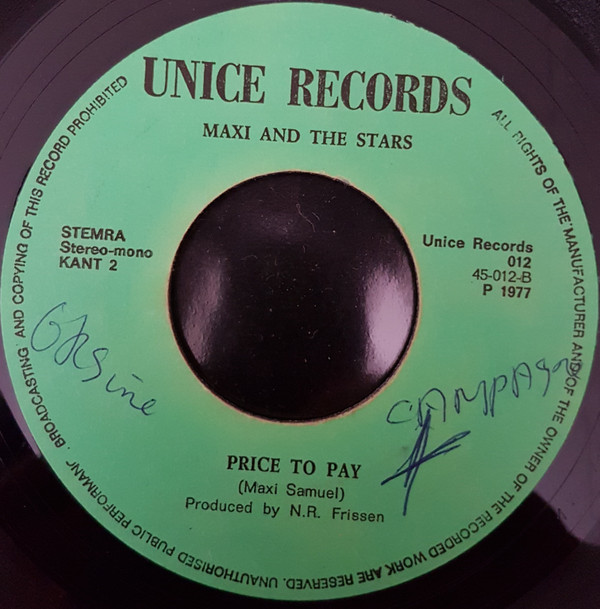 UNICE RECORDS
MAXI AND THE STARS
STEMRA
Stereo-mono
KANT 2
Unice Records
012
45-012-B
P 1977
PRICE TO PAY
(Maxi Samuel)
Produced by N.R. Frissen
ALL RIGHTS OF THE MANUFACTURER AND/OF THE OWNER OF THE RECORDED WORK ARE RESERVED. UNAUTHORISED PUBLIC PERFORMANT. BROADCASTING AND COPYING OF THIS RECORD PROHIBITED